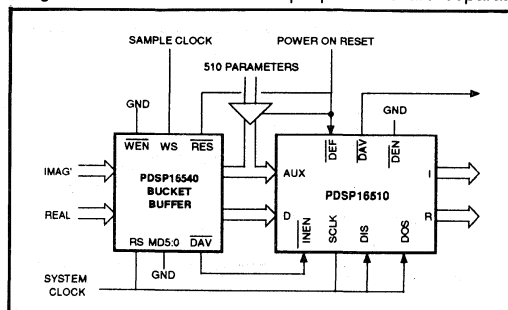 SAMPLE CLOCK POWER ON RESET
510 PARAMETERS
GND GND
WEN WS RES DEF DAV DEN
IMAG' PDSP16540 AUX I
BUCKET PDSP16510
BUFFER
REAL D R
RS MD5:0 DAV INEN SCLK DIS DOS
GND
SYSTEM
CLOCK